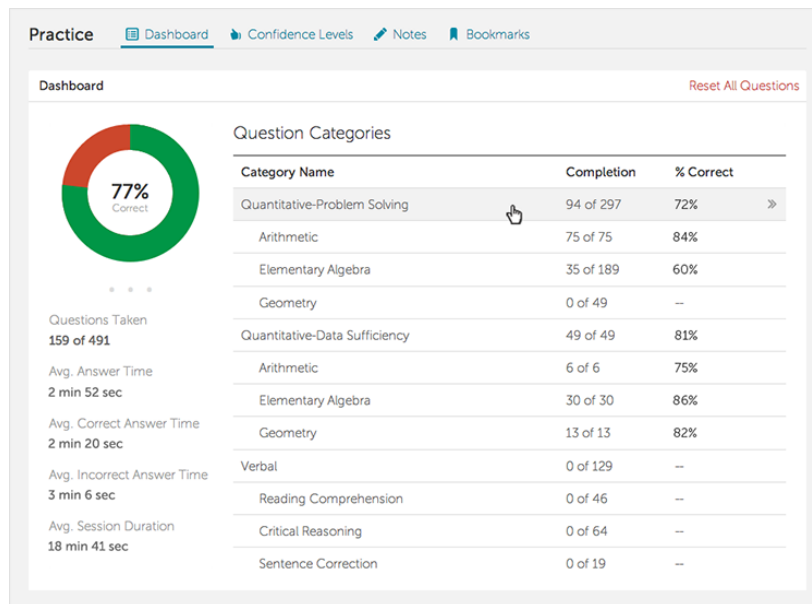 Practice Dashboard Confidence Levels Notes Bookmarks
Dashboard Reset All Questions
77%
Correct
Questions Taken
159 of 491
Avg. Answer Time
2 min 52 sec
Avg. Correct Answer Time
2 min 20 sec
Avg. Incorrect Answer Time
3 min 6 sec
Avg. Session Duration
18 min 41 sec
Question Categories
Category Name Completion % Correct
Quantitative-Problem Solving 94 of 297 72% »
Arithmetic 75 of 75 84%
Elementary Algebra 35 of 189 60%
Geometry 0 of 49 --
Quantitative-Data Sufficiency 49 of 49 81%
Arithmetic 6 of 6 75%
Elementary Algebra 30 of 30 86%
Geometry 13 of 13 82%
Verbal 0 of 129 --
Reading Comprehension 0 of 46 --
Critical Reasoning 0 of 64 --
Sentence Correction 0 of 19 --